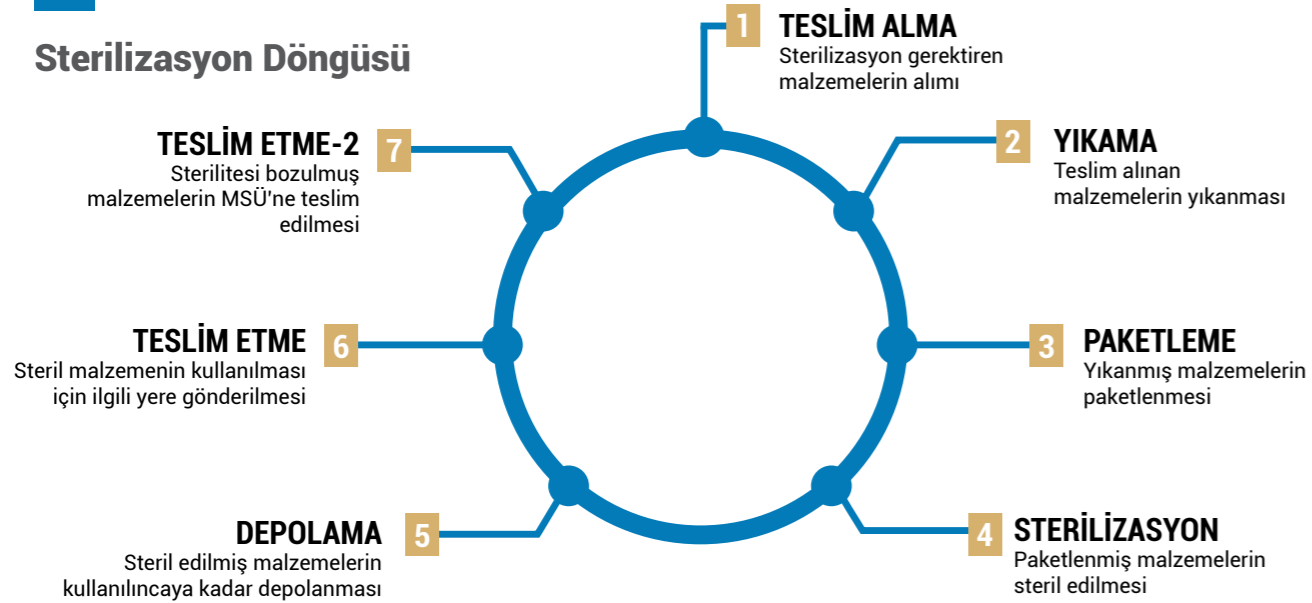 Sterilizasyon Döngüsü
1
TESLİM ALMA
Sterilizasyon gerektiren
malzemelerin alımı
2
YIKAMA
Teslim alınan
malzemelerin yıkanması
3
PAKETLEME
Yıkanmış malzemelerin
paketlenmesi
4
STERİLİZASYON
Paketlenmiş malzemelerin
steril edilmesi
5
DEPOLAMA
Steril edilmiş malzemelerin
kullanılıncaya kadar depolanması
6
TESLİM ETME
Steril malzemenin kullanılması
için ilgili yere gönderilmesi
7
TESLİM ETME-2
Sterilitesi bozulmuş
malzemelerin MSÜ'ne teslim
edilmesi